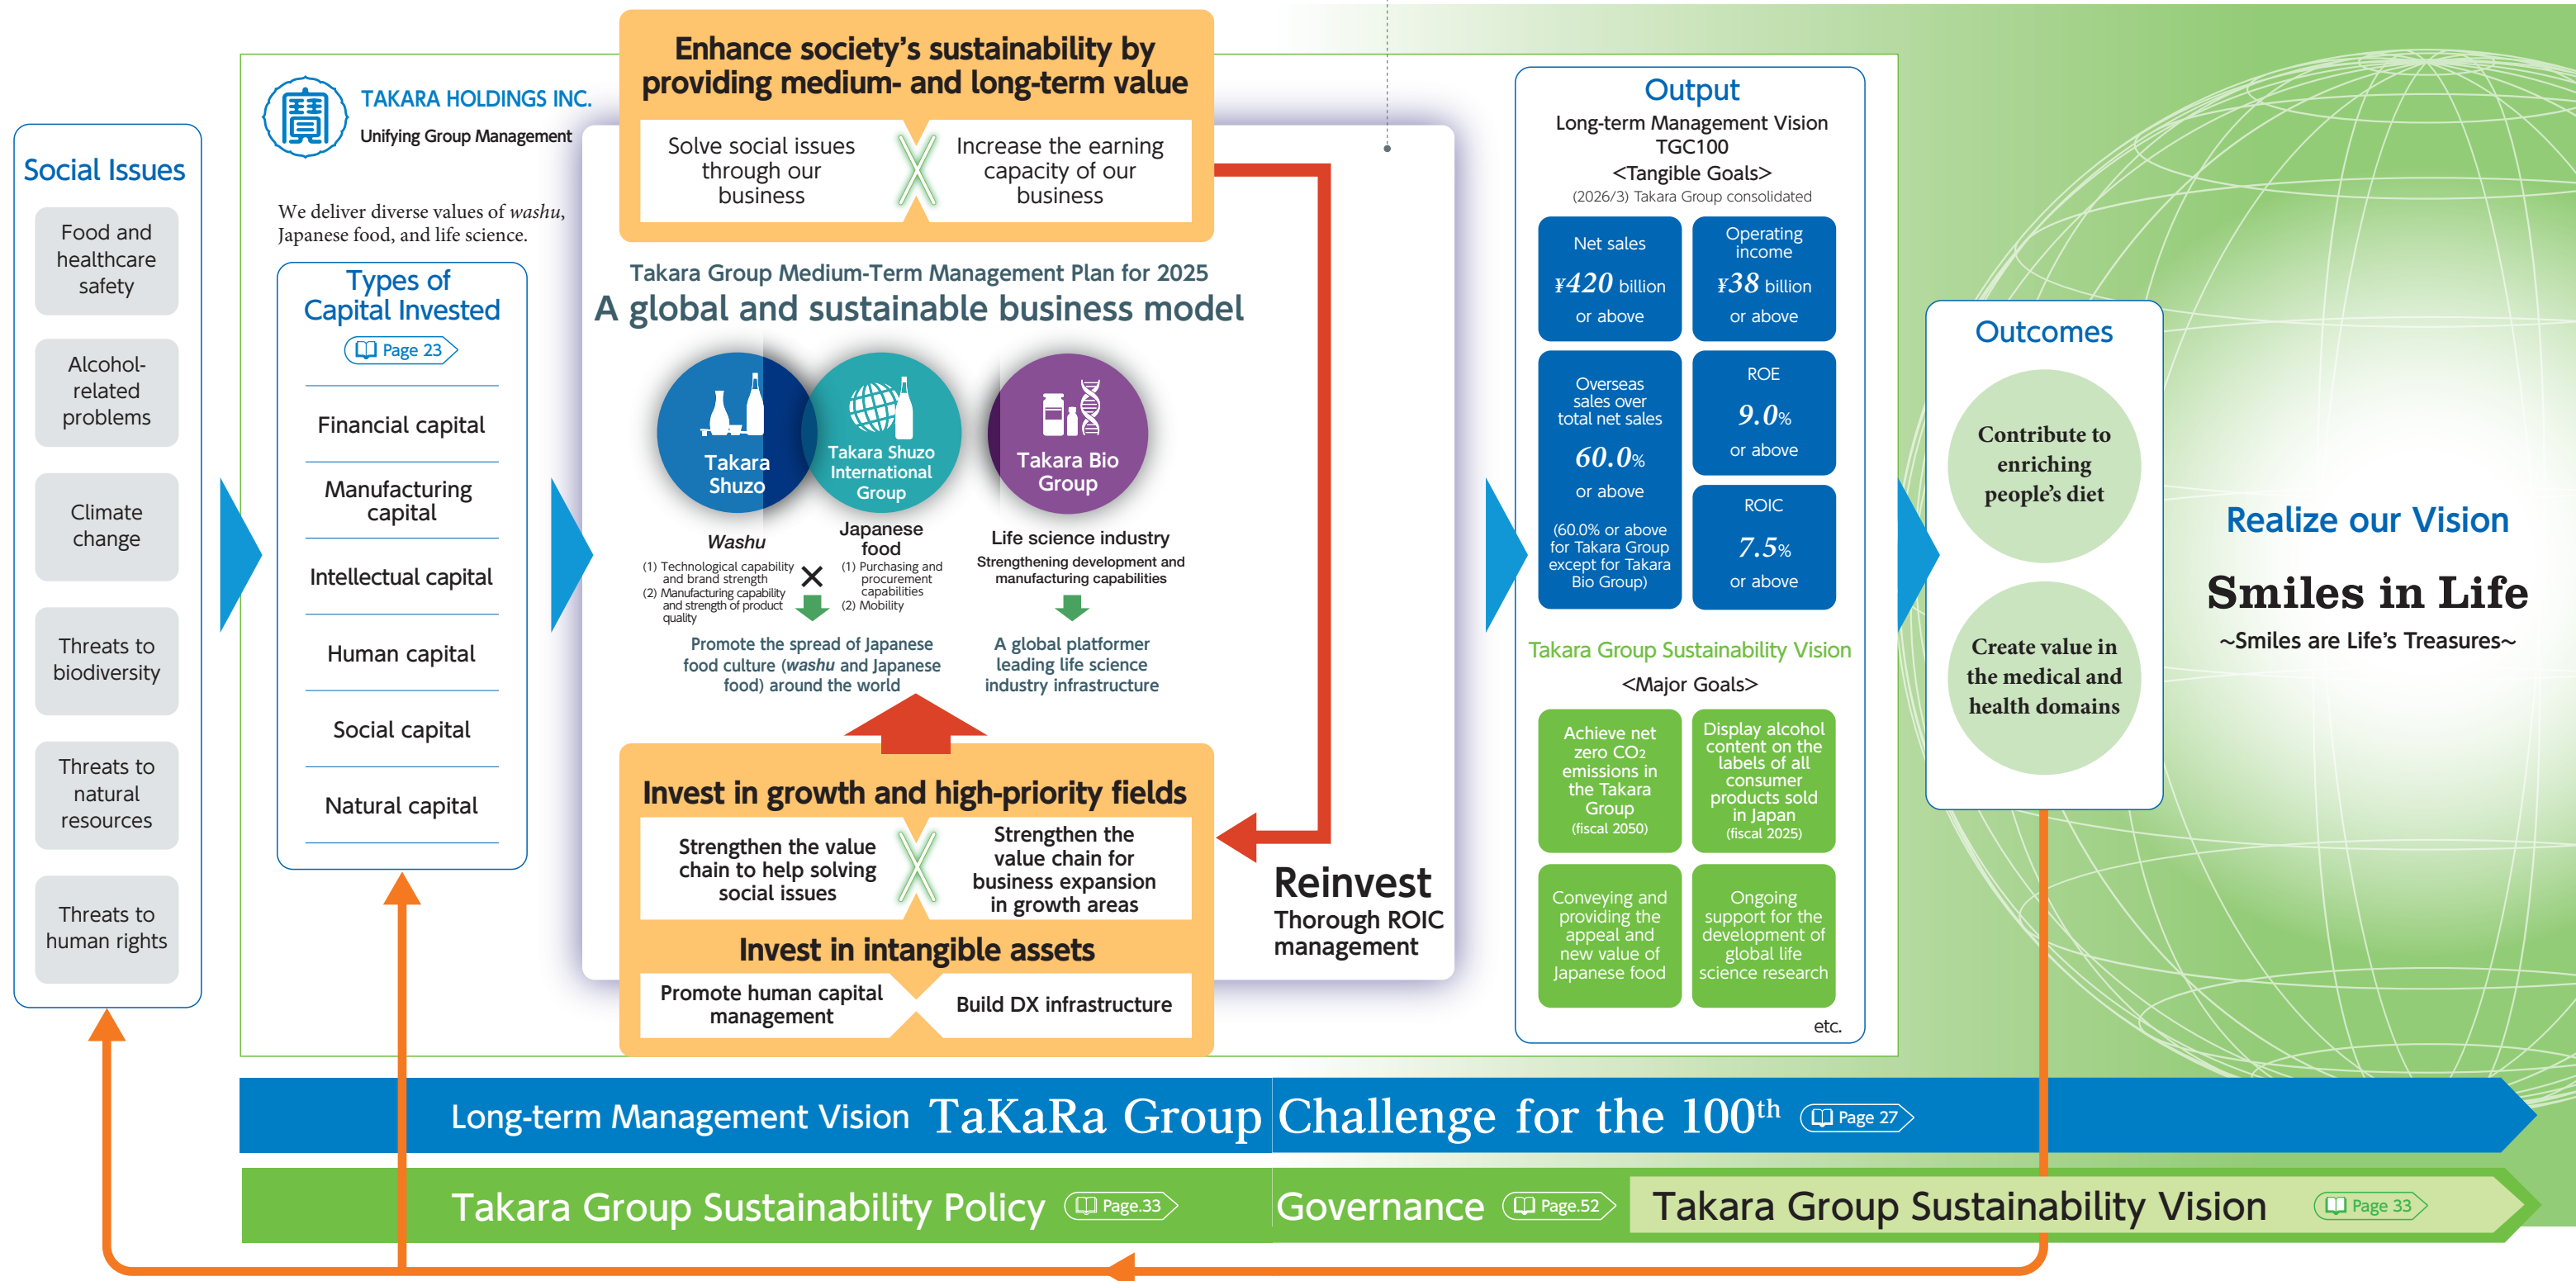 Social Issues
Food and
healthcare
safety
Alcohol-
related
problems
Climate
change
Threats to
biodiversity
Threats to
natural
resources
Threats to
human rights
寶
TAKARA HOLDINGS INC.
Unifying Group Management
We deliver diverse values of washu,
Japanese food, and life science.
Types of
Capital Invested
Page 23
Financial capital
Manufacturing
capital
Intellectual capital
Human capital
Social capital
Natural capital
Enhance society’s sustainability by
providing medium- and long-term value
Solve social issues
through our
business
Increase the earning
capacity of our
business
Takara Group Medium-Term Management Plan for 2025
A global and sustainable business model
Takara
Shuzo
Takara Shuzo
International
Group
Takara Bio
Group
Washu
(1) Technological capability
and brand strength
(2) Manufacturing capability
and strength of product
quality
×
Japanese
food
(1) Purchasing and
procurement
capabilities
(2) Mobility
Life science industry
Strengthening development and
manufacturing capabilities
Promote the spread of Japanese
food culture (washu and Japanese
food) around the world
A global platformer
leading life science
industry infrastructure
Invest in growth and high-priority fields
Strengthen the value
chain to help solving
social issues
Strengthen the
value chain for
business expansion
in growth areas
Invest in intangible assets
Promote human capital
management
Build DX infrastructure
Reinvest
Thorough ROIC
management
Output
Long-term Management Vision
TGC100
<Tangible Goals>
(2026/3) Takara Group consolidated
Net sales
¥420 billion
or above
Operating
income
¥38 billion
or above
Overseas
sales over
total net sales
60.0%
or above
(60.0% or above
for Takara Group
except for Takara
Bio Group)
ROE
9.0%
or above
ROIC
7.5%
or above
Takara Group Sustainability Vision
<Major Goals>
Achieve net
zero CO2
emissions in
the Takara
Group
(fiscal 2050)
Display alcohol
content on the
labels of all
consumer
products sold
in Japan
(fiscal 2025)
Conveying and
providing the
appeal and
new value of
Japanese food
Ongoing
support for the
development of
global life
science research
etc.
Outcomes
Contribute to
enriching
people’s diet
Create value in
the medical and
health domains
Realize our Vision
Smiles in Life
~Smiles are Life’s Treasures~
Long-term Management Vision TaKaRa Group Challenge for the 100th Page 27
Takara Group Sustainability Policy Page.33 Governance Page.52 Takara Group Sustainability Vision Page 33